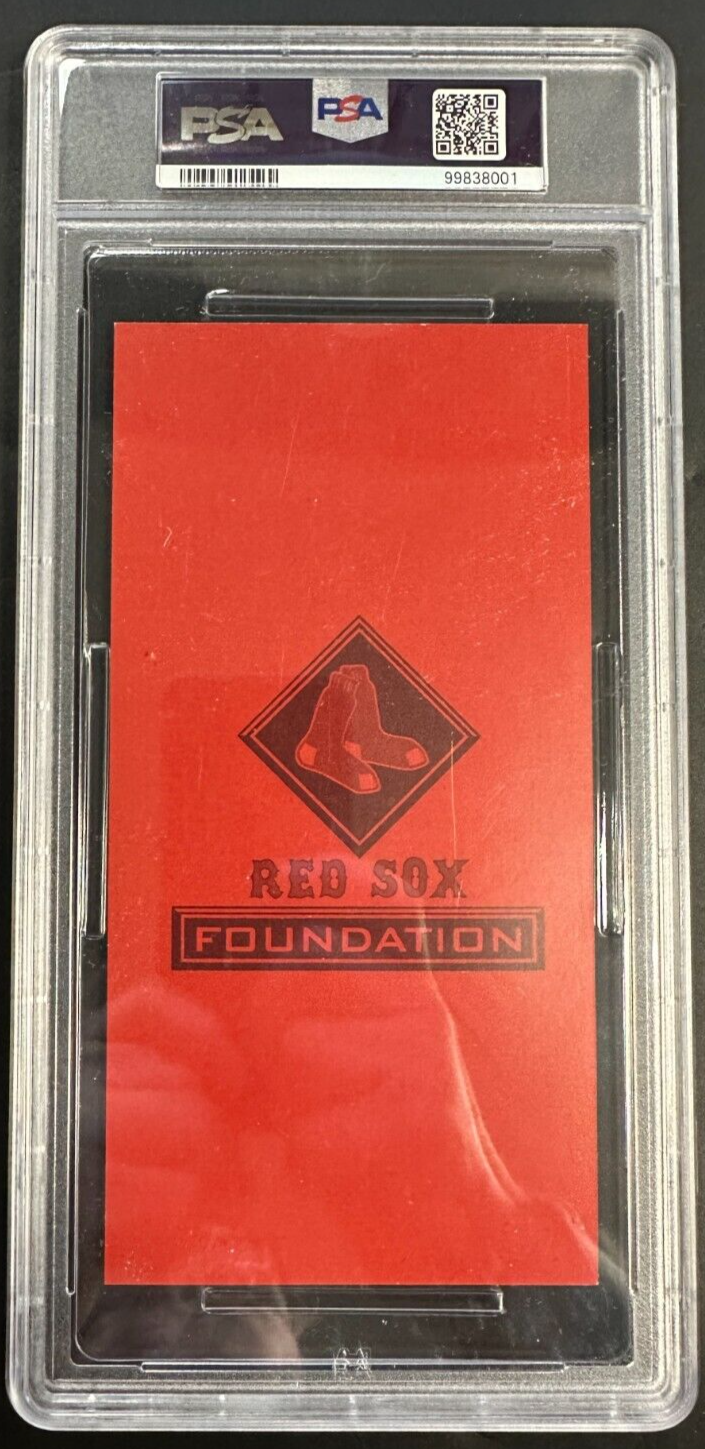 PSA PSA
99838001
RED SOX
FOUNDATION